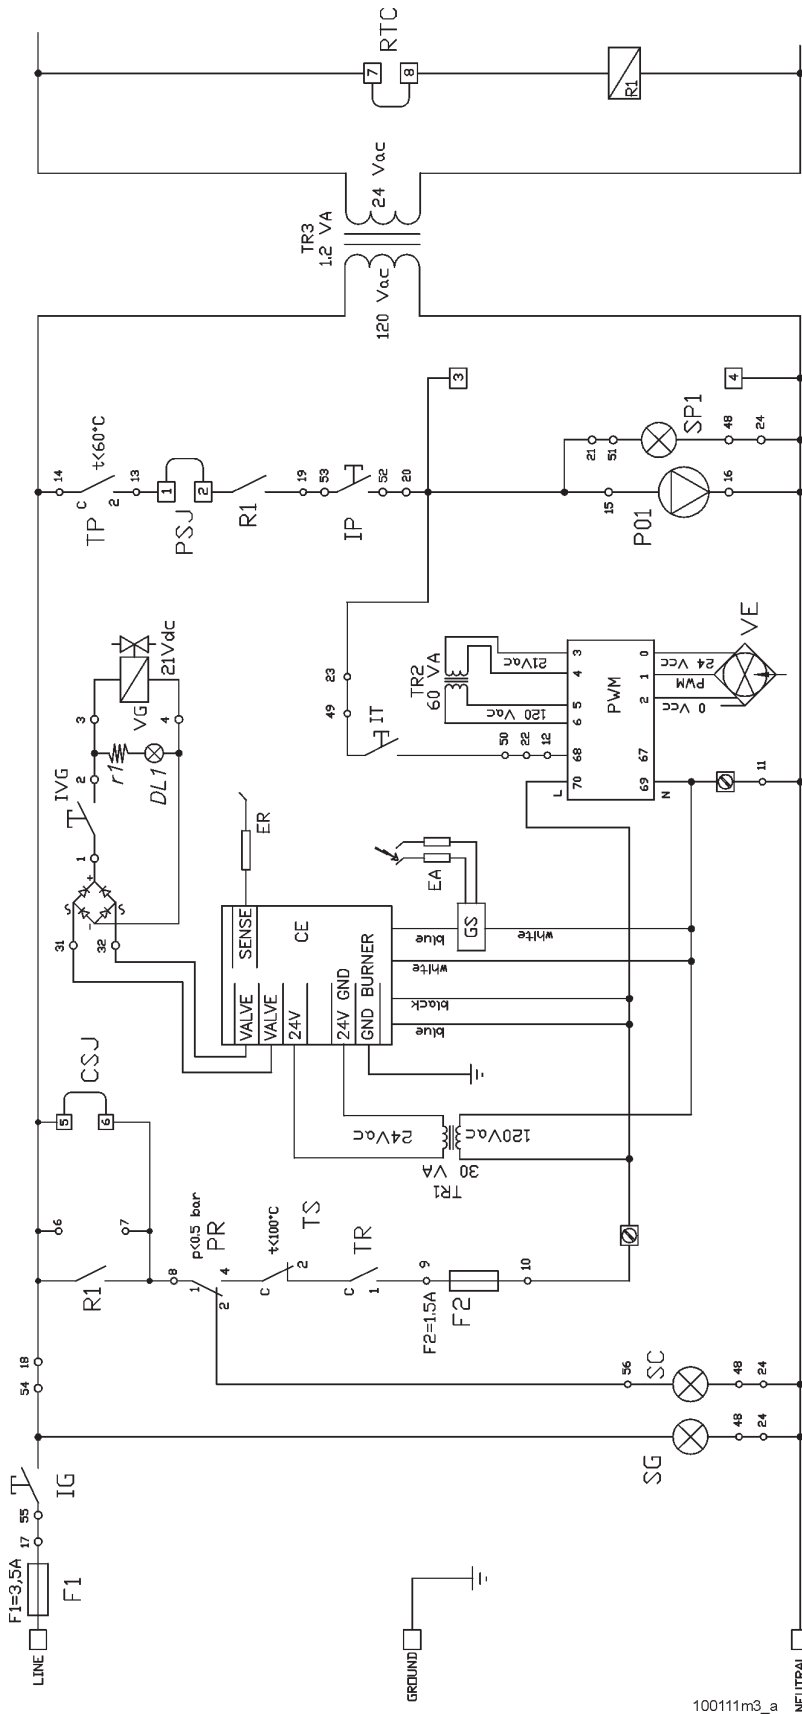 LINE
F1=3,5A
F1
17
55
IG
54
18
R1
6
7
5
6
CSJ
8
1
2
4
p<0.5 bar
PR
t<100°C
C
2
TS
C
1
TR
9
F2=1,5A
F2
10
SG
48
24
56
SC
48
24
GROUND
NEUTRAL
TR1
30 VA
24Vac
120Vac
VALVE
VALVE
24V
24V GND
GND BURNER
SENSE
CE
blue
black
white
blue
white
GS
EA
ER
31
32
+
-
1
IVG
2
3
4
r1
DL1
VG
21Vdc
49
23
IT
50
22
12
L
70
68
6
5
4
3
PWM
69
67
2
1
0
N
TR2
60 VA
120 Vac
21Vac
0 Vcc
PWM
24 Vcc
VE
11
14
C
2
13
t<60°C
TP
1
2
PSJ
R1
19
53
IP
52
20
15
PO1
16
21
51
SP1
48
24
3
4
120 Vac
TR3
1.2 VA
24 Vac
7
8
RTC
R1
100111m3_a